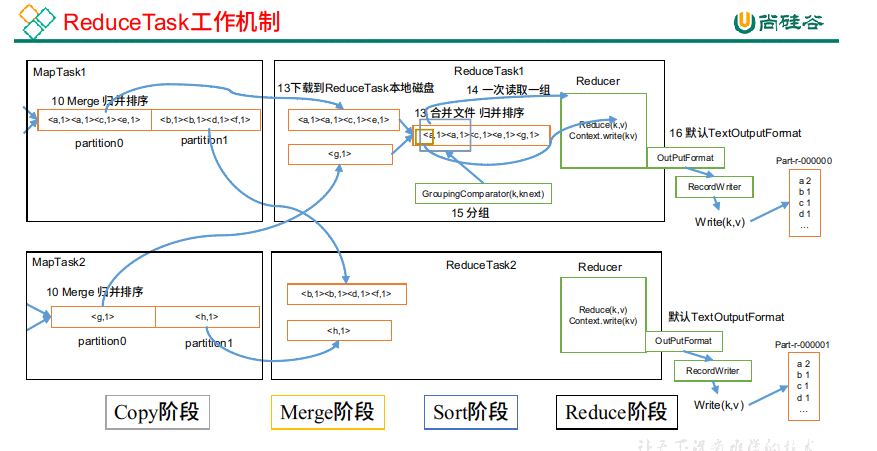 ReduceTask工作机制
尚硅谷
MapTask1
10 Merge 归并排序
<a,1><a,1><c,1><e,1>
<b,1><b,1><d,1><f,1>
partition0
partition1
13下载到ReduceTask本地磁盘
ReduceTask1
14 一次读取一组
Reducer
<a,1><a,1><c,1><e,1>
13 合并文件 归并排序
<a,1><a,1><c,1><e,1><g,1>
<g,1>
GroupingComparator(k,knext)
15 分组
Reduce(k,v)
Context.write(kv)
16 默认TextOutputFormat
OutPutFormat
RecordWriter
Write(k,v)
Part-r-000000
a 2
b 1
c 1
d 1
...
MapTask2
10 Merge 归并排序
<g,1>
<h,1>
partition0
partition1
ReduceTask2
Reducer
<b,1><b,1><d,1><f,1>
<h,1>
Reduce(k,v)
Context.write(kv)
默认TextOutputFormat
OutPutFormat
RecordWriter
Write(k,v)
Part-r-000001
a 2
b 1
c 1
d 1
...
Copy阶段
Merge阶段
Sort阶段
Reduce阶段
让天下没有难学的技术